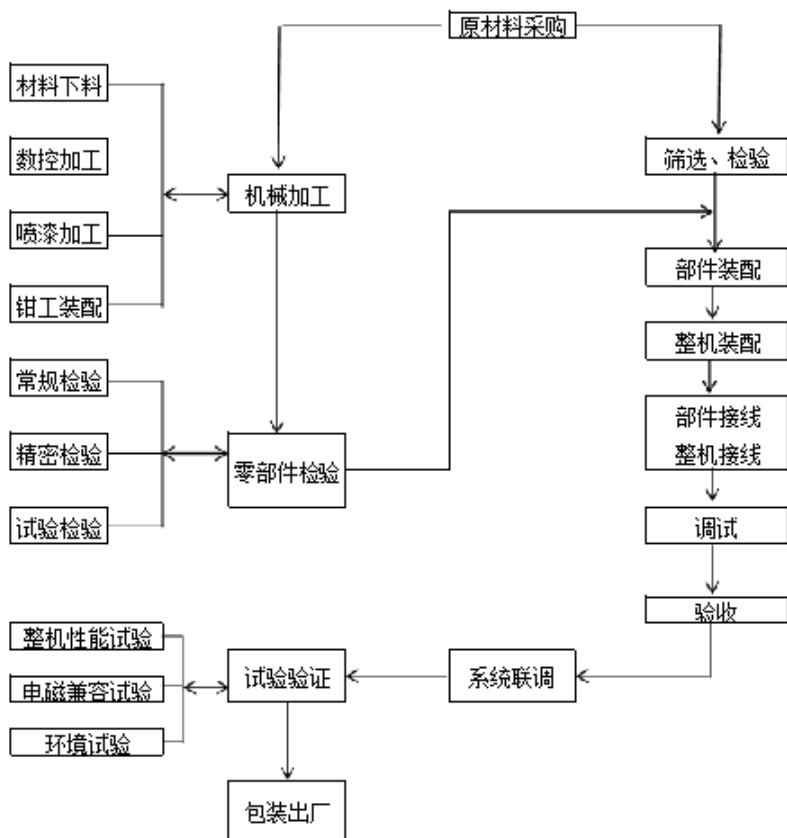 原材料采购
材料下料
数控加工
筛选、检验
机械加工
喷漆加工
部件装配
钳工装配
整机装配
常规检验
部件接线
整机接线
精密检验
零部件检验
试验检验
调试
验收
整机性能试验
试验验证
系统联调
电磁兼容试验
环境试验
包装出厂